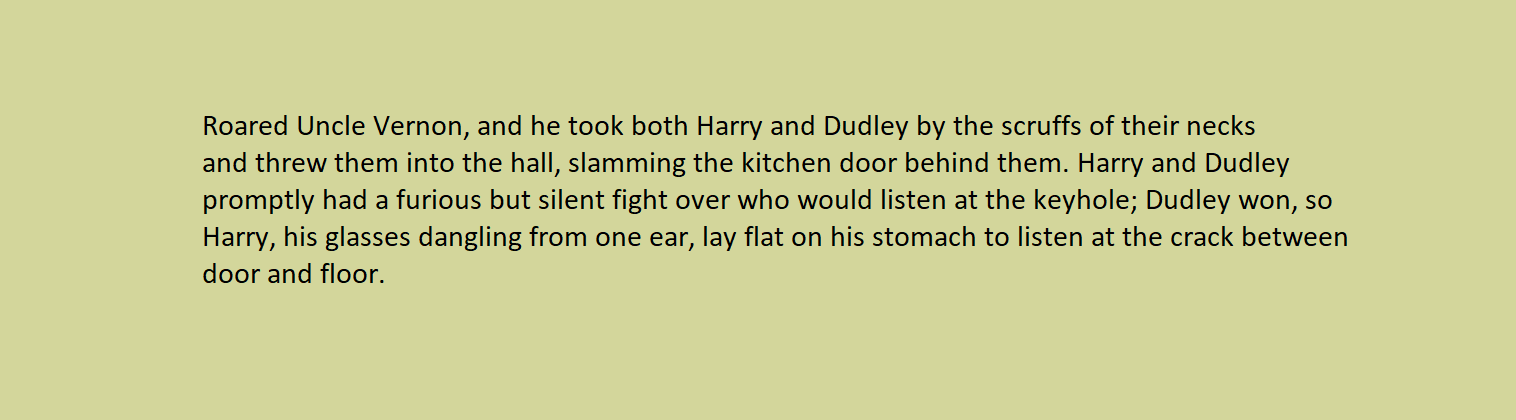 Roared Uncle Vernon, and he took both Harry and Dudley by the scruffs of their necks
and threw them into the hall, slamming the kitchen door behind them. Harry and Dudley
promptly had a furious but silent fight over who would listen at the keyhole; Dudley won, so
Harry, his glasses dangling from one ear, lay flat on his stomach to listen at the crack between
door and floor.